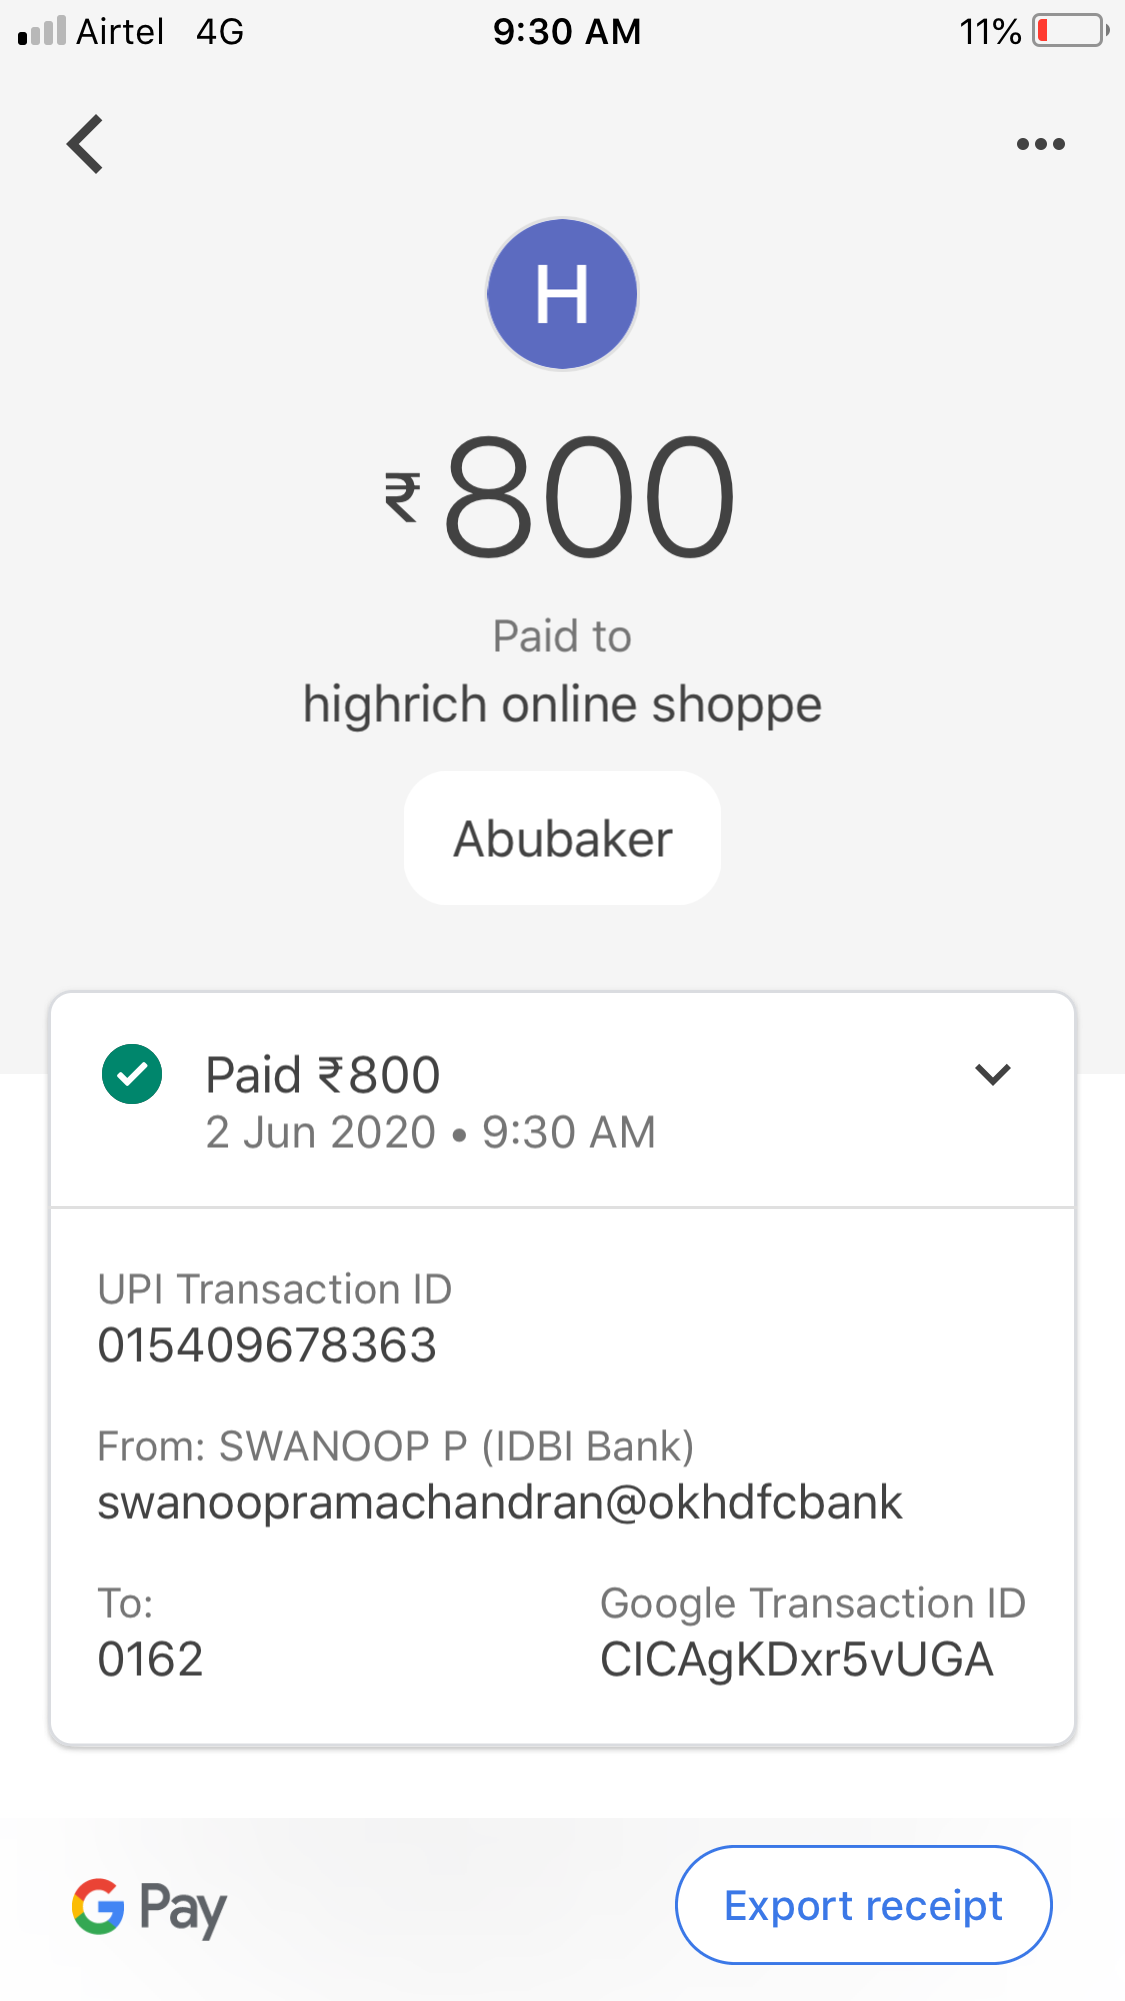 Airtel 4G 9:30 AM 11%
H
₹800
Paid to
highrich online shoppe
Abubaker
Paid ₹800
2 Jun 2020 • 9:30 AM
UPI Transaction ID
015409678363
From: SWANOOP P (IDBI Bank)
swanoopramachandran@okhdfcbank
To:
0162
Google Transaction ID
CICAgKDxr5vUGA
G Pay
Export receipt